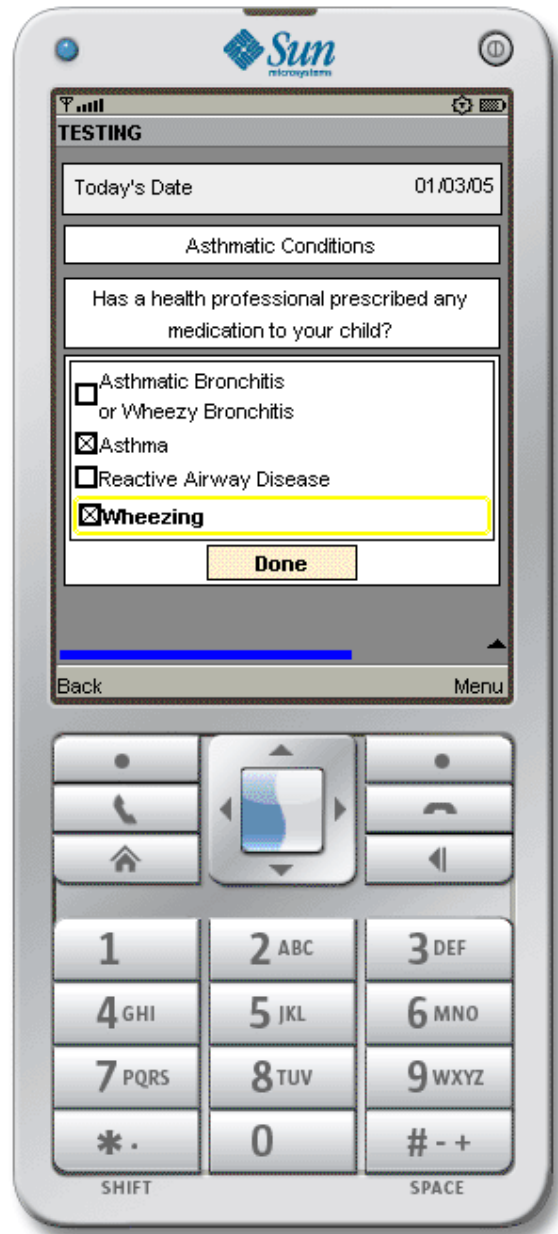 Sun
microsystems
TESTING
Today's Date 01/03/05
Asthmatic Conditions
Has a health professional prescribed any
medication to your child?
Asthmatic Bronchitis
or Wheezy Bronchitis
Asthma
Reactive Airway Disease
Wheezing
Done
Back Menu
1 2 ABC 3 DEF
4 GHI 5 JKL 6 MNO
7 PQRS 8 TUV 9 WXYZ
* . 0 # - +
SHIFT SPACE